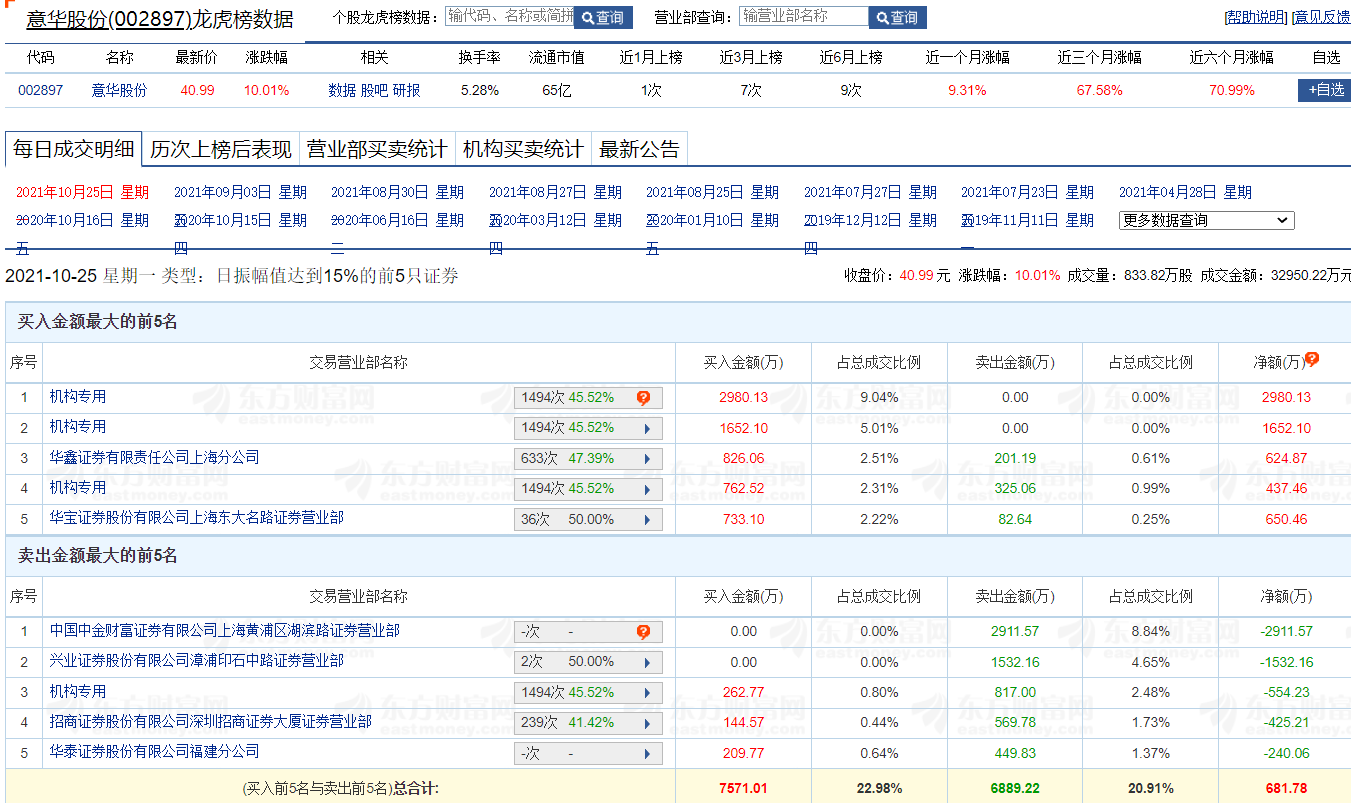 意华股份(002897)龙虎榜数据 个股龙虎榜数据： 输代码、名称或简拼 查询 营业部查询： 输营业部名称 查询 [帮助说明] [意见反馈
代码 名称 最新价 涨跌幅 相关 换手率 流通市值 近1月上榜 近3月上榜 近6月上榜 近一个月涨幅 近三个月涨幅 近六个月涨幅 自选
002897 意华股份 40.99 10.01% 数据 股吧 研报 5.28% 65亿 1次 7次 9次 9.31% 67.58% 70.99% +自选
每日成交明细 历次上榜后表现 营业部买卖统计 机构买卖统计 最新公告
2021年10月25日 星期 2021年09月03日 星期 2021年08月30日 星期 2021年08月27日 星期 2021年08月25日 星期 2021年07月27日 星期 2021年07月23日 星期 2021年04月28日 星期
2020年10月16日 星期 2020年10月15日 星期 2020年06月16日 星期 2020年03月12日 星期 2020年01月10日 星期 2019年12月12日 星期 2019年11月11日 星期 更多数据查询
五 四 二 四 五 四 一
2021-10-25 星期一 类型：日振幅值达到15%的前5只证券 收盘价：40.99 元 涨跌幅：10.01% 成交量：833.82万股 成交金额：32950.22万元
买入金额最大的前5名
序号 交易营业部名称 买入金额(万) 占总成交比例 卖出金额(万) 占总成交比例 净额(万)
1 机构专用 1494次 45.52% 2980.13 9.04% 0.00 0.00% 2980.13
2 机构专用 1494次 45.52% 1652.10 5.01% 0.00 0.00% 1652.10
3 华鑫证券有限责任公司上海分公司 633次 47.39% 826.06 2.51% 201.19 0.61% 624.87
4 机构专用 1494次 45.52% 762.52 2.31% 325.06 0.99% 437.46
5 华宝证券股份有限公司上海东大名路证券营业部 36次 50.00% 733.10 2.22% 82.64 0.25% 650.46
卖出金额最大的前5名
序号 交易营业部名称 买入金额(万) 占总成交比例 卖出金额(万) 占总成交比例 净额(万)
1 中国中金财富证券有限公司上海黄浦区湖滨路证券营业部 -次 - 0.00 0.00% 2911.57 8.84% -2911.57
2 兴业证券股份有限公司漳浦印石中路证券营业部 2次 50.00% 0.00 0.00% 1532.16 4.65% -1532.16
3 机构专用 1494次 45.52% 262.77 0.80% 817.00 2.48% -554.23
4 招商证券股份有限公司深圳招商证券大厦证券营业部 239次 41.42% 144.57 0.44% 569.78 1.73% -425.21
5 华泰证券股份有限公司福建分公司 -次 - 209.77 0.64% 449.83 1.37% -240.06
(买入前5名与卖出前5名)总合计: 7571.01 22.98% 6889.22 20.91% 681.78